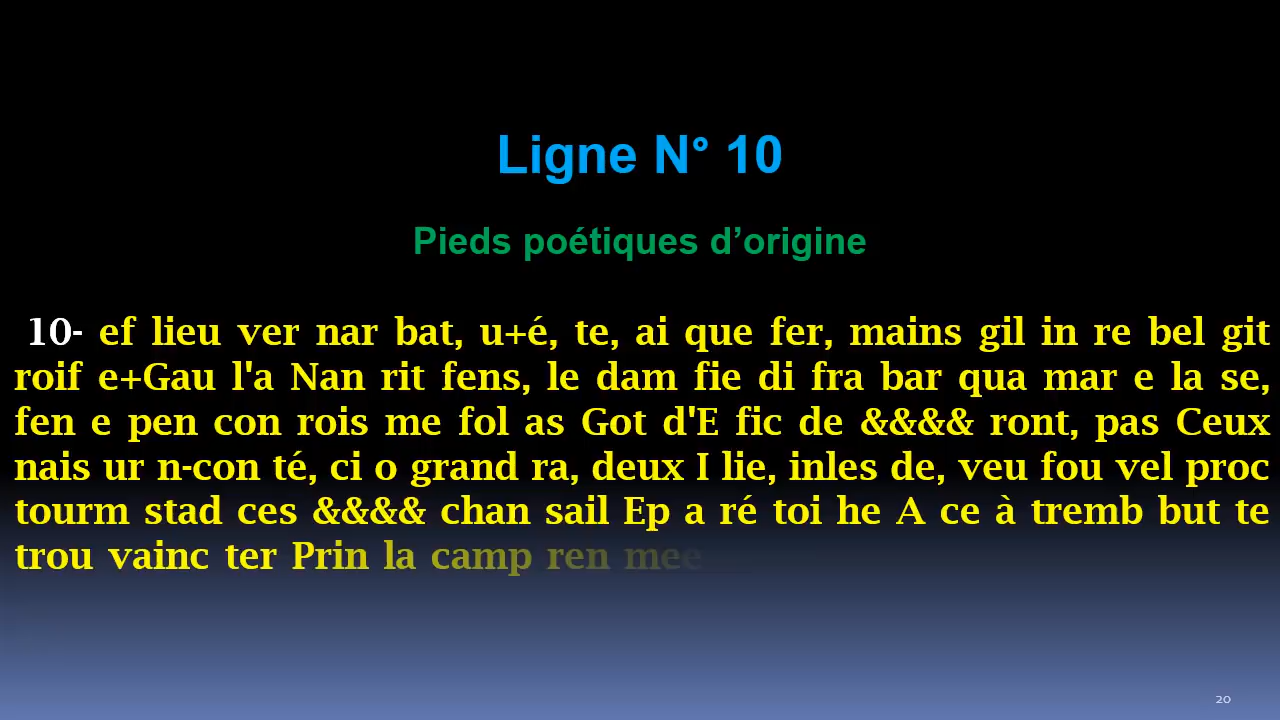 Ligne N° 10
Pieds poétiques d’origine
10- ef lieu ver nar bat, u+é, te, ai que fer, mains gil in re bel git
roif e+Gau l'a Nan rit fens, le dam fie di fra bar qua mar e la se,
fen e pen con rois me fol as Got d'E fic de &&&& ront, pas Ceux
nais ur n-con té, ci o grand ra, deux I lie, inles de, veu fou vel proc
tourm stad ces &&&& chan sail Ep a ré toi he A ce à tremb but te
trou vainc ter Prin la camp ren mee
20